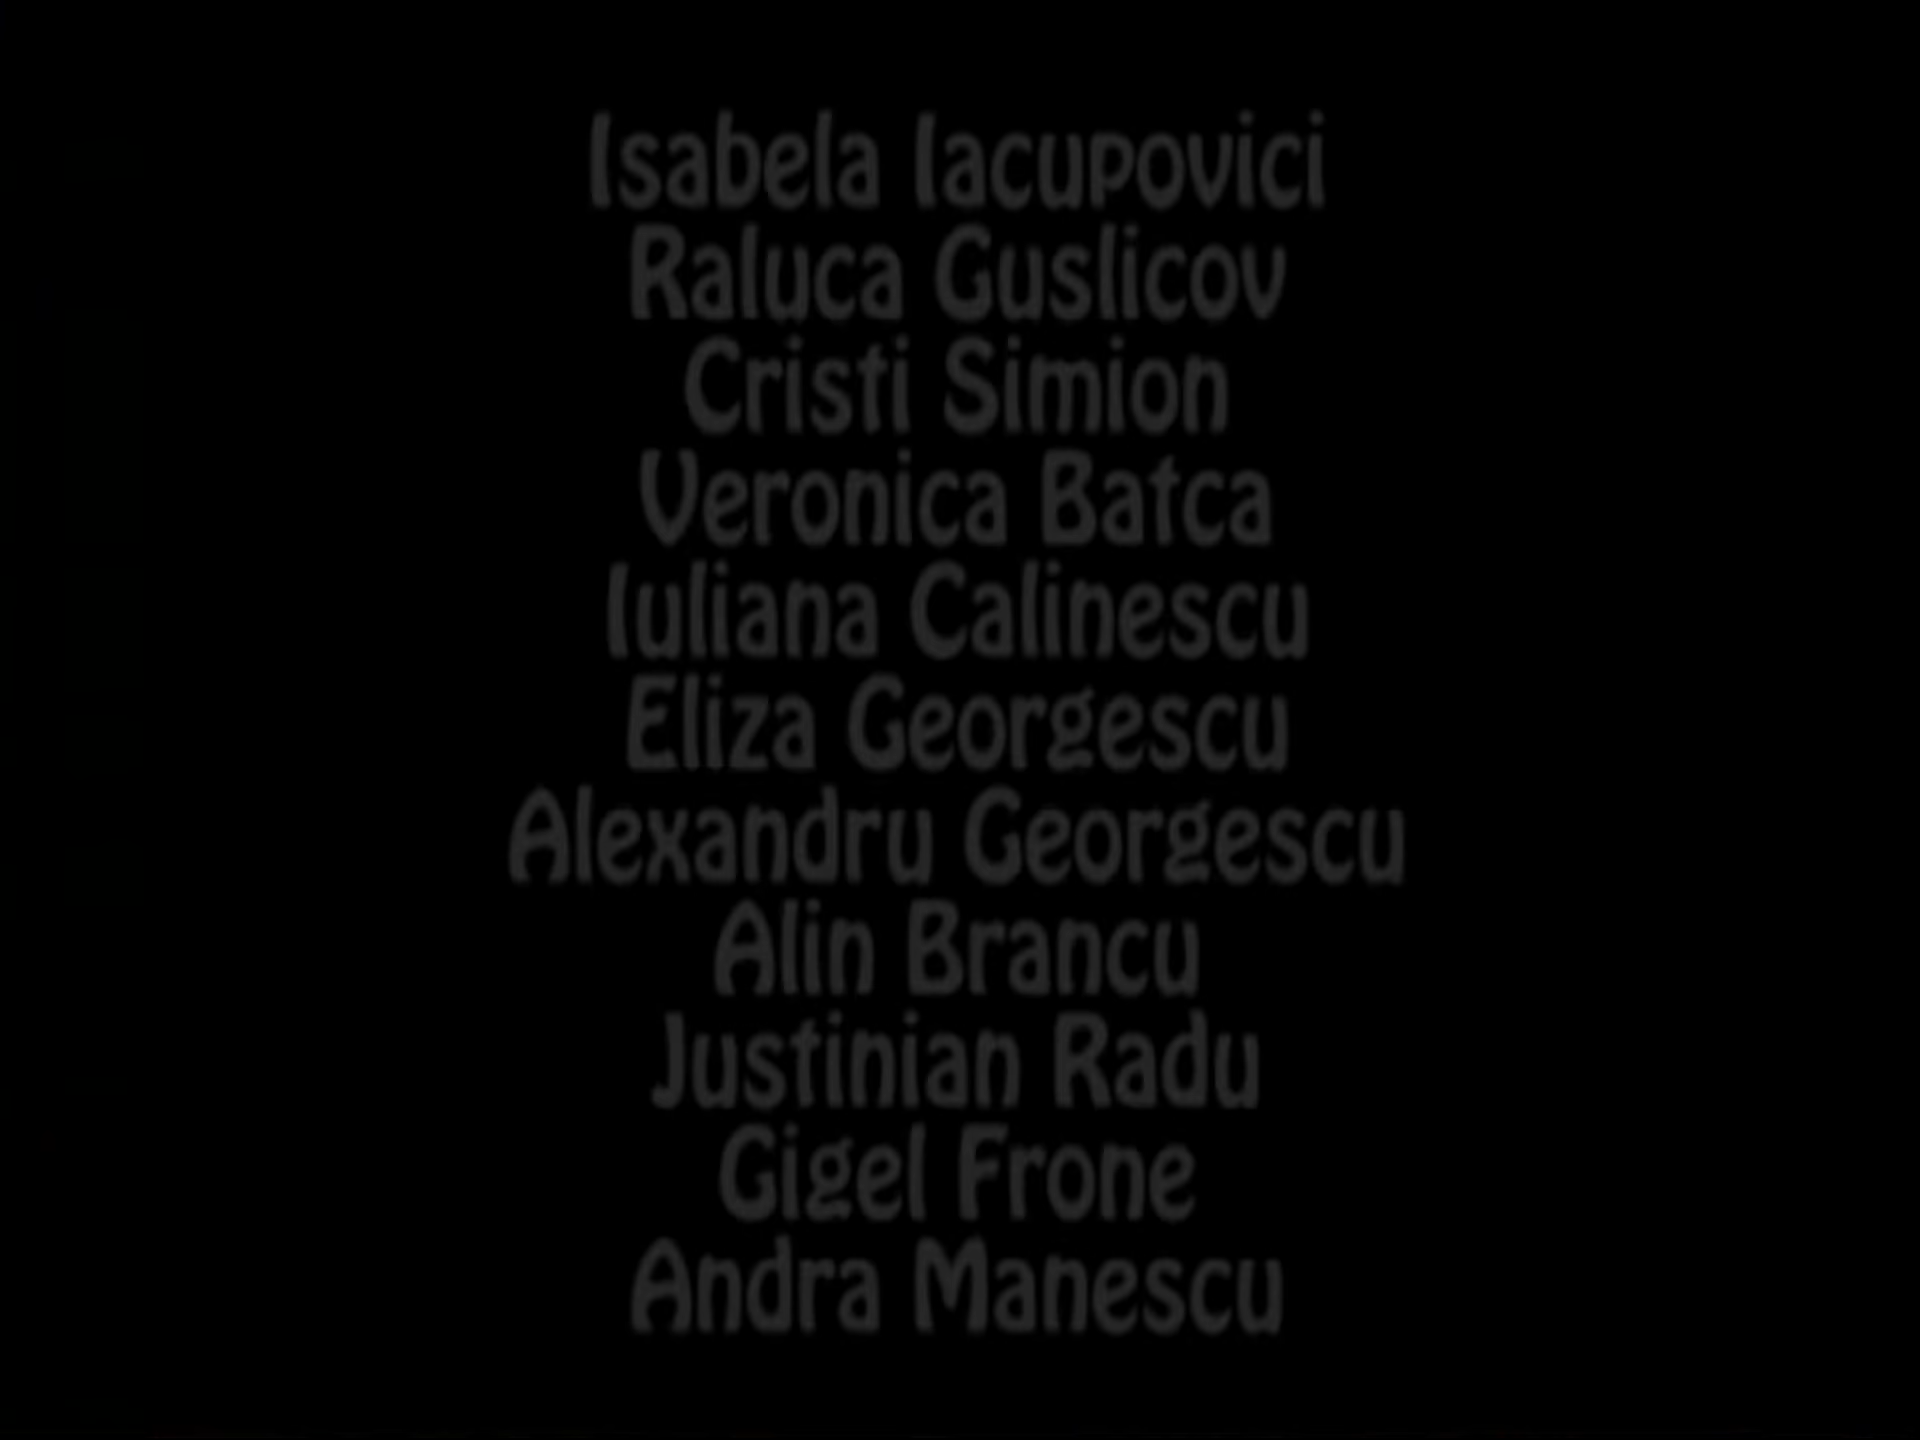 Isabela Iacupovici
Raluca Guslicov
Cristi Simion
Veronica Batca
Iuliana Calinescu
Eliza Georgescu
Alexandru Georgescu
Alin Brancu
Justinian Radu
Gigel Frone
Andra Manescu